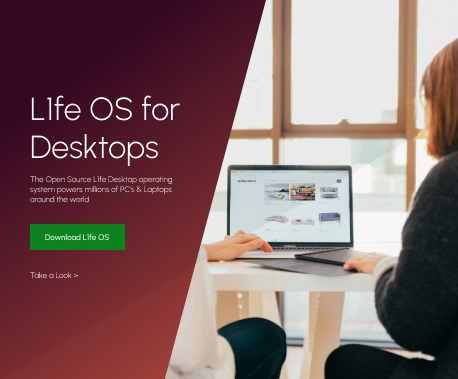 L1fe OS for
Desktops
The Open Source L1fe Desktop operating
system powers millions of PC's & Laptops
around the world
Download L1fe OS
Take a Look >